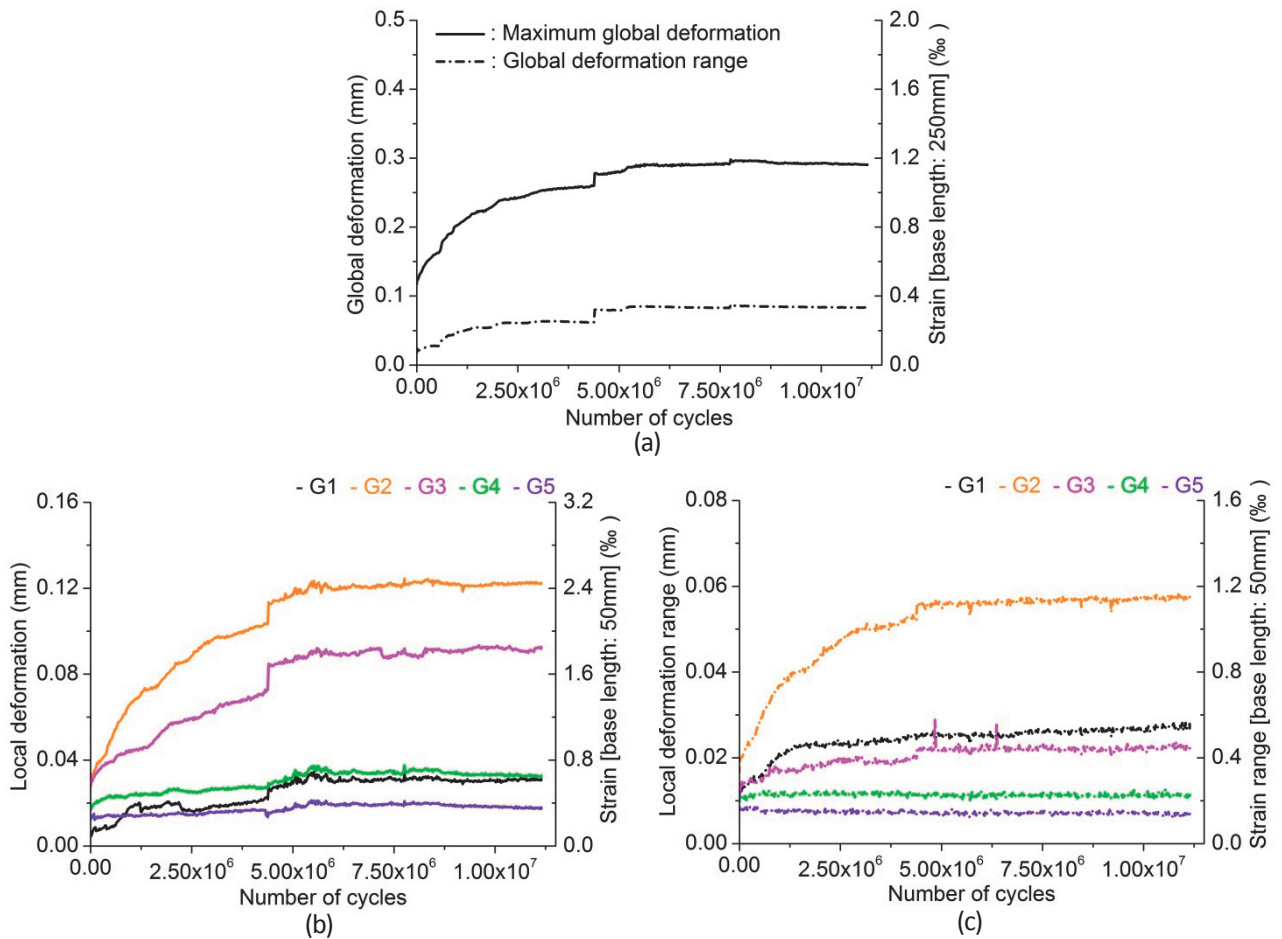 : Maximum global deformation
: Global deformation range
Global deformation (mm)
0.5
0.4
0.3
0.2
0.1
0.0
Strain [base length: 250mm] (‰)
2.0
1.6
1.2
0.8
0.4
0.0
0.00 2.50x10⁶ 5.00x10⁶ 7.50x10⁶ 1.00x10⁷
Number of cycles
(a)
- G1 - G2 - G3 - G4 - G5
Local deformation (mm)
0.16
0.12
0.08
0.04
0.00
Strain [base length: 50mm] (‰ )
3.2
2.4
1.6
0.8
0.0
0.00 2.50x10⁶ 5.00x10⁶ 7.50x10⁶ 1.00x10⁷
Number of cycles
(b)
- G1 - G2 - G3 - G4 - G5
Local deformation range (mm)
0.08
0.06
0.04
0.02
0.00
Strain range [base length: 50mm] (‰ )
1.6
1.2
0.8
0.4
0.0
0.00 2.50x10⁶ 5.00x10⁶ 7.50x10⁶ 1.00x10⁷
Number of cycles
(c)